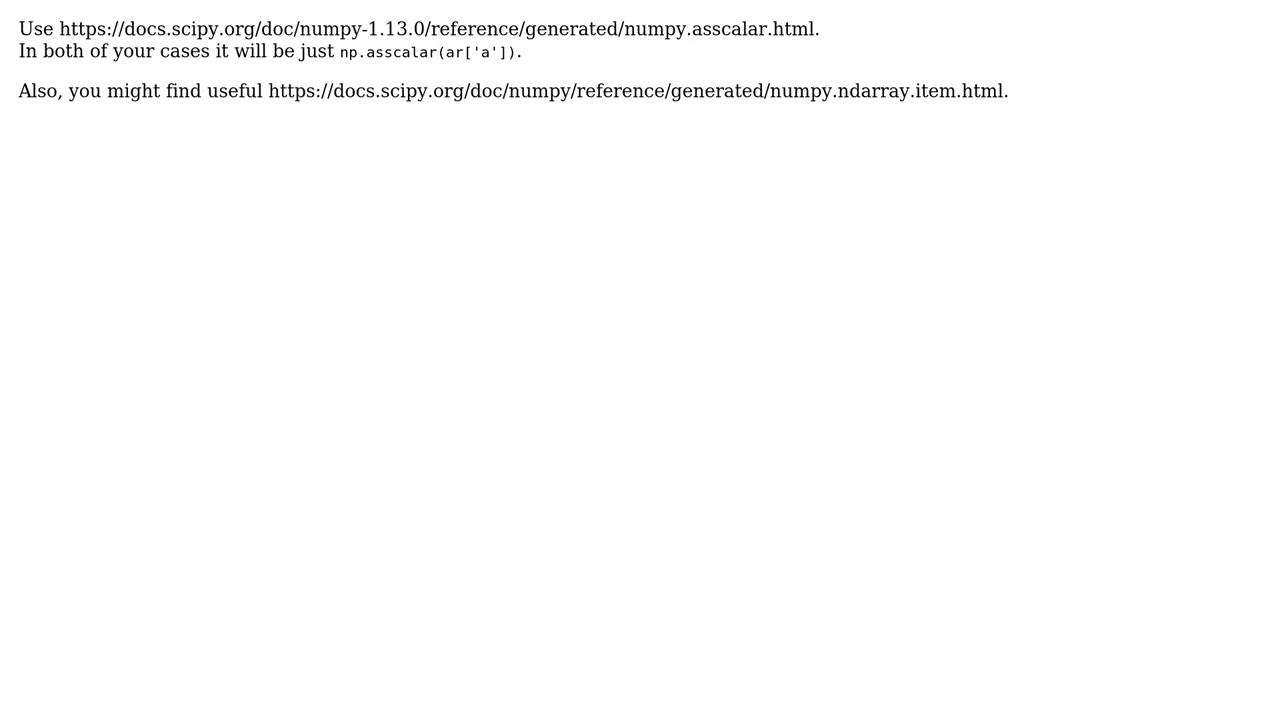 Use https://docs.scipy.org/doc/numpy-1.13.0/reference/generated/numpy.asscalar.html.
In both of your cases it will be just np.asscalar(ar['a']).
Also, you might find useful https://docs.scipy.org/doc/numpy/reference/generated/numpy.ndarray.item.html.